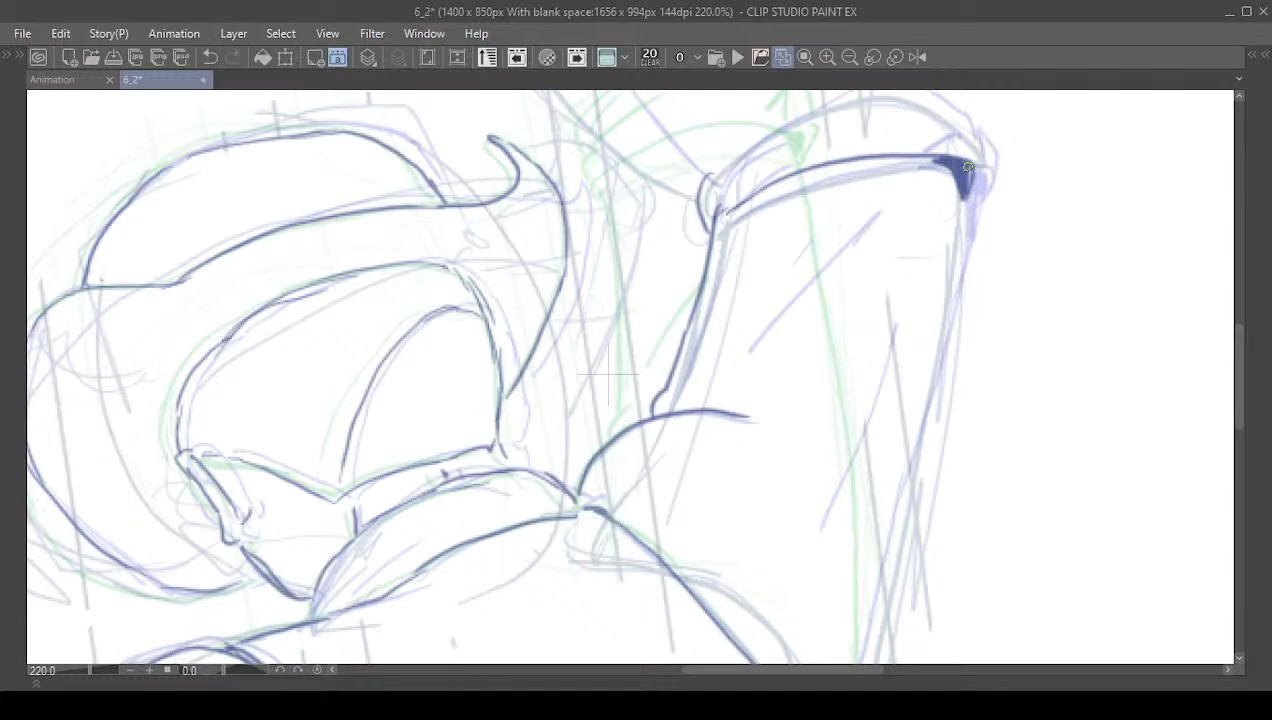 6_2* (1400 x 850px With blank space:1656 x 994px 144dpi 220.0%) - CLIP STUDIO PAINT EX
File Edit Story(P) Animation Layer Select View Filter Window Help
20 CLEAR 0
Animation 6_2*
220.0 0.0